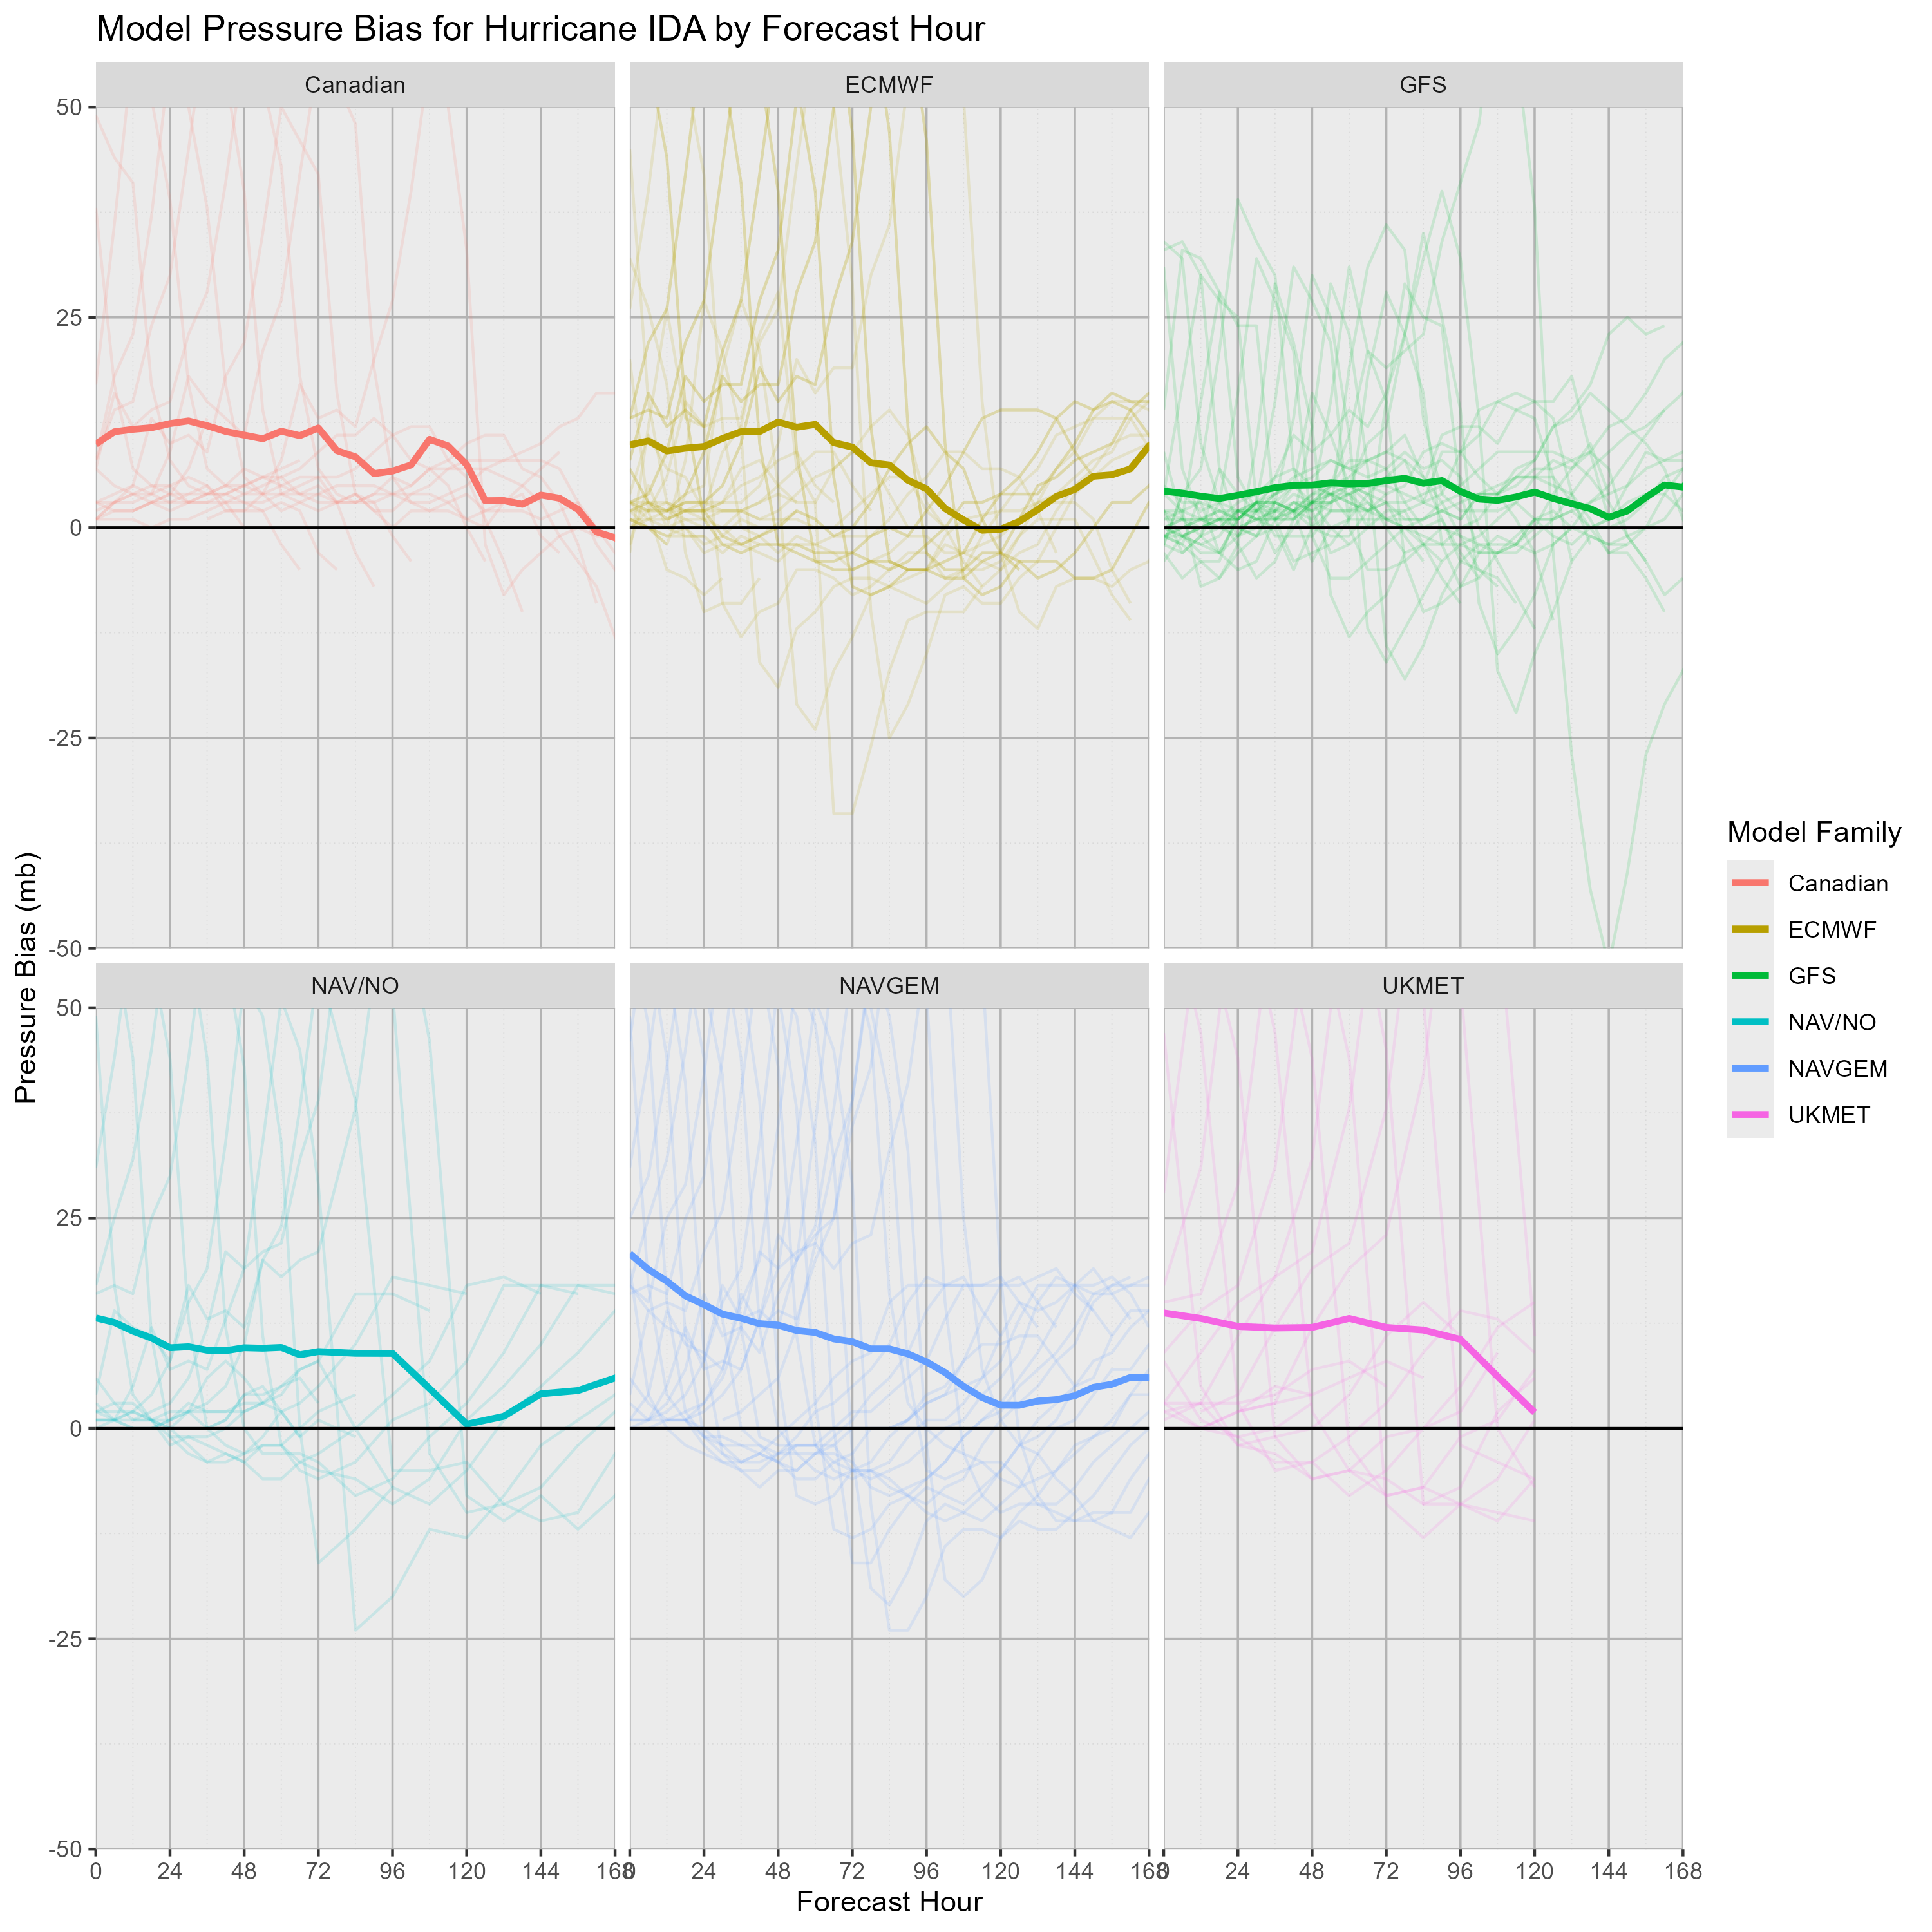 Model Pressure Bias for Hurricane IDA by Forecast Hour
Canadian ECMWF GFS
50
25
0
-25
-50
NAV/NO NAVGEM UKMET
50
25
0
-25
-50
0 24 48 72 96 120 144 168 0 24 48 72 96 120 144 168 0 24 48 72 96 120 144 168
Forecast Hour
Pressure Bias (mb)
Model Family
Canadian
ECMWF
GFS
NAV/NO
NAVGEM
UKMET